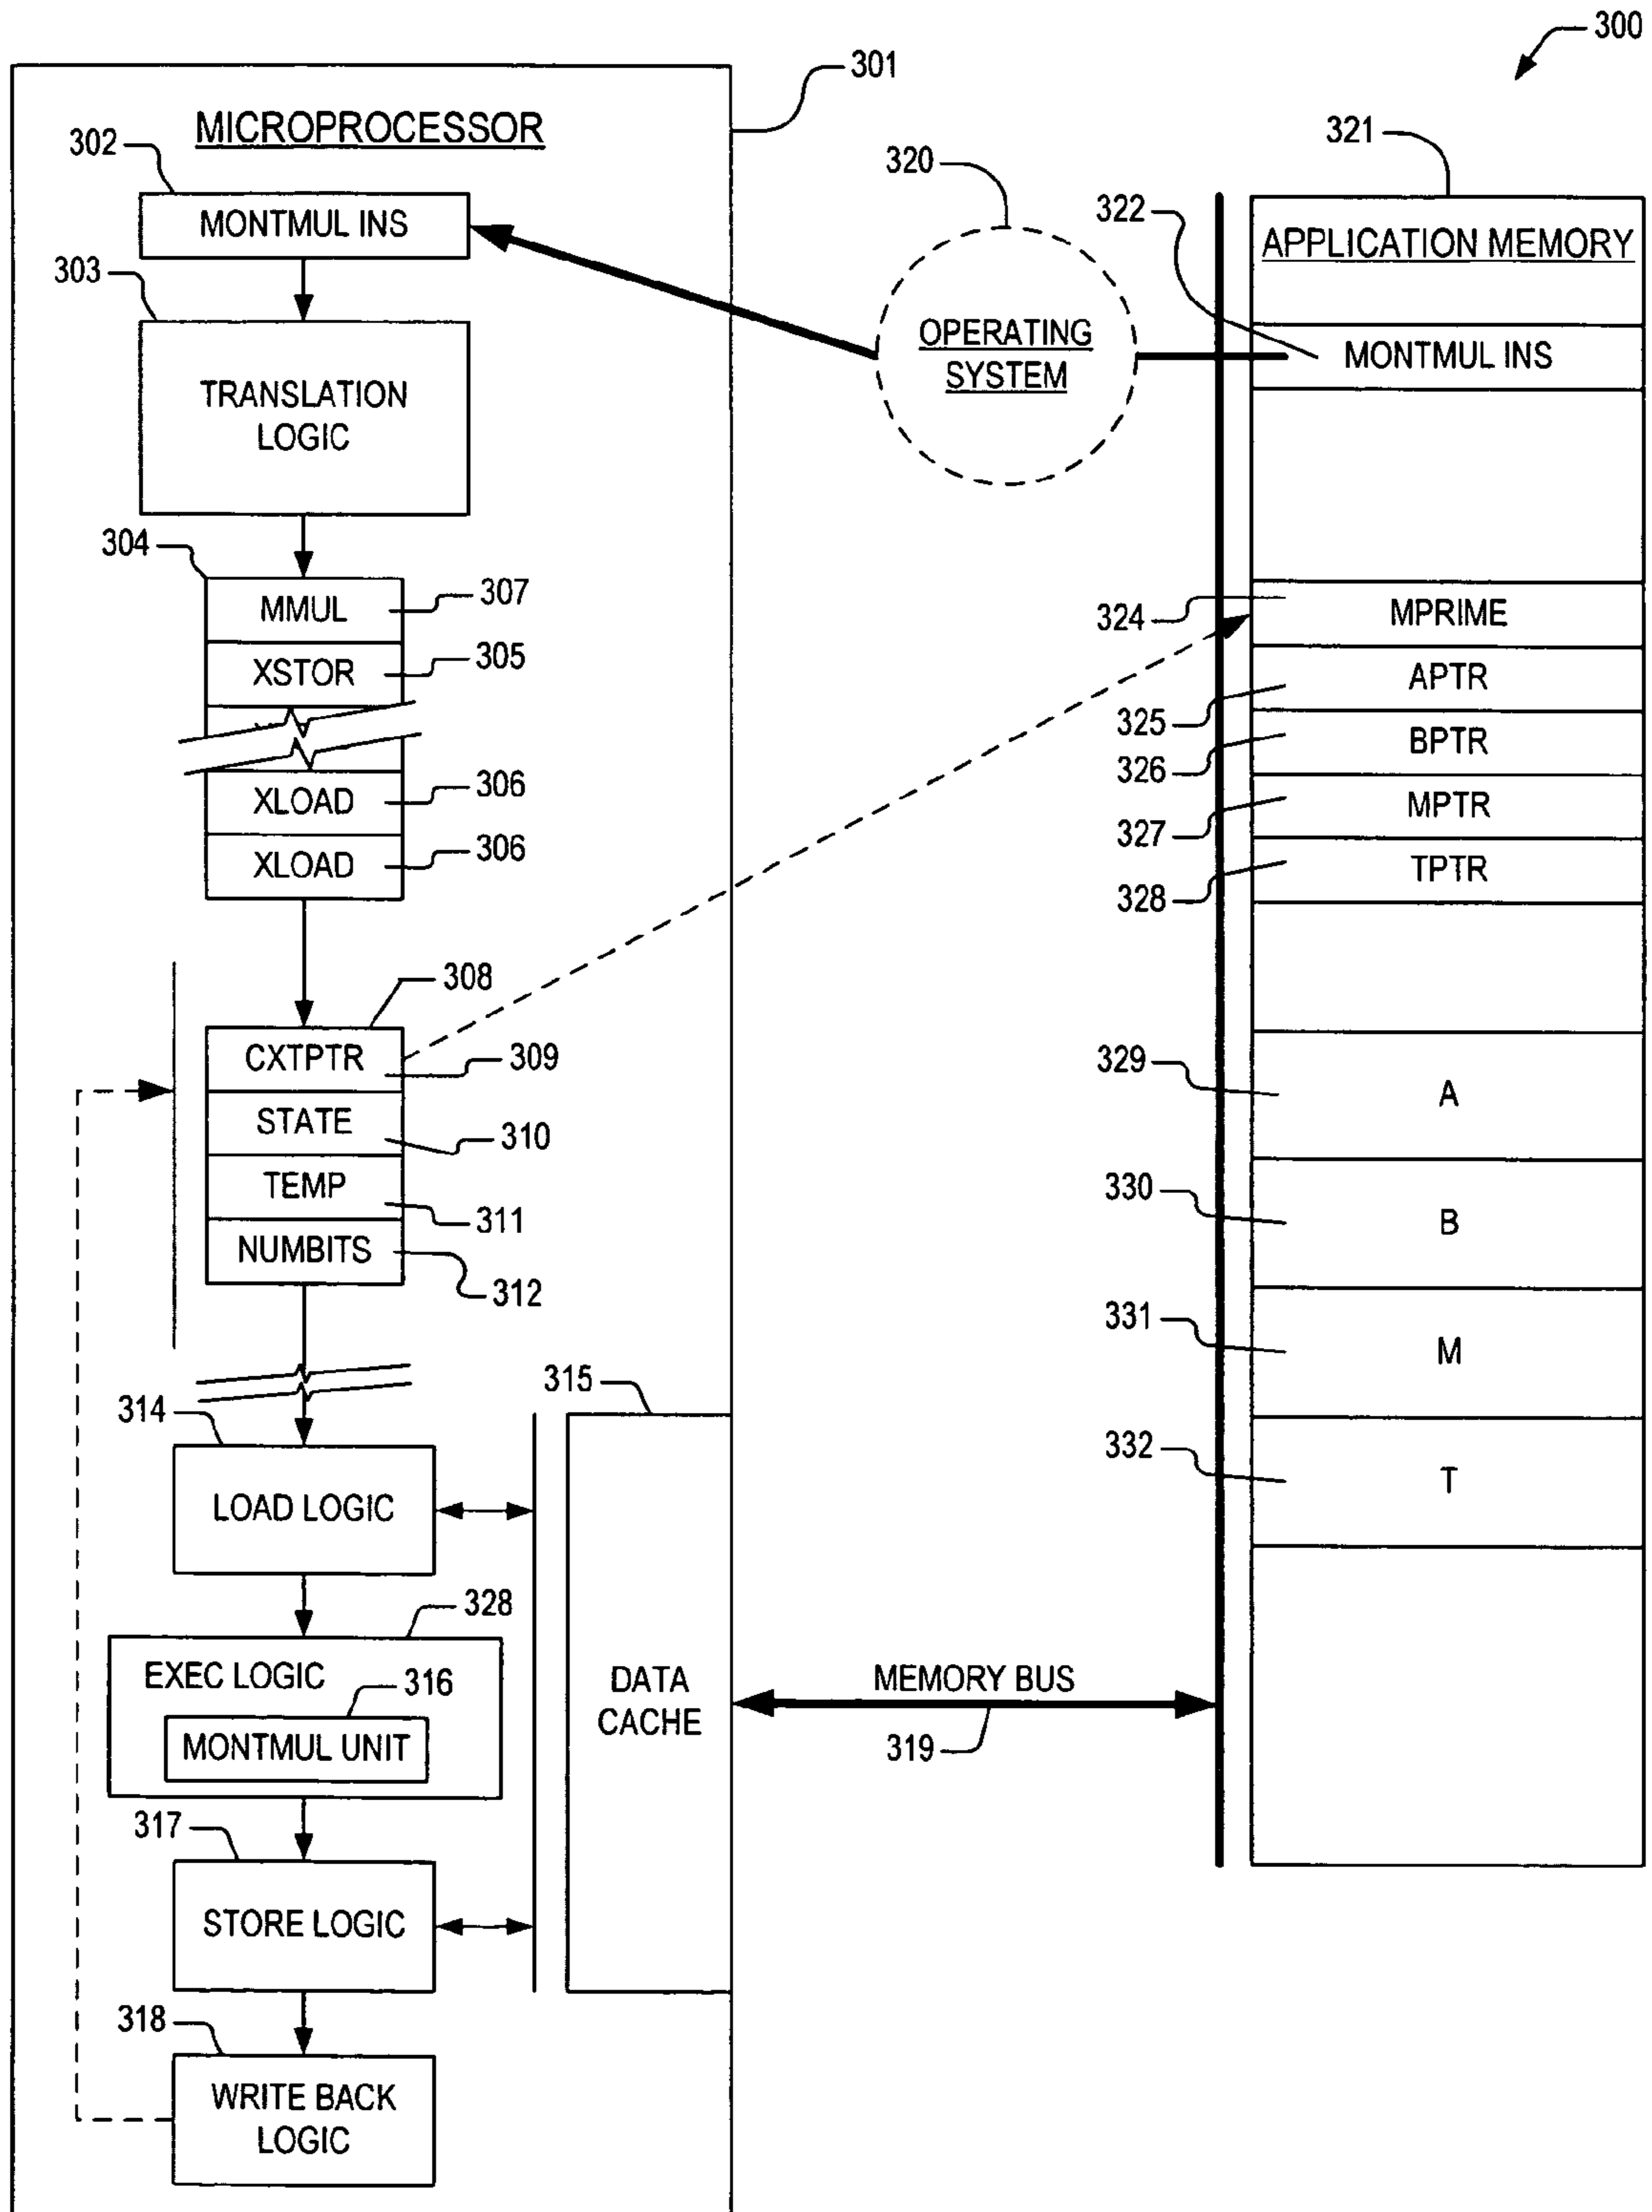 300
301
MICROPROCESSOR
302
MONTMUL INS
303
TRANSLATION
LOGIC
304
MMUL
307
XSTOR
305
XLOAD
306
XLOAD
306
308
CXTPTR
309
STATE
310
TEMP
311
NUMBITS
312
314
LOAD LOGIC
315
DATA
CACHE
328
EXEC LOGIC
316
MONTMUL UNIT
317
STORE LOGIC
318
WRITE BACK
LOGIC
320
OPERATING
SYSTEM
MEMORY BUS
319
321
APPLICATION MEMORY
322
MONTMUL INS
324
MPRIME
325
APTR
326
BPTR
327
MPTR
328
TPTR
329
A
330
B
331
M
332
T